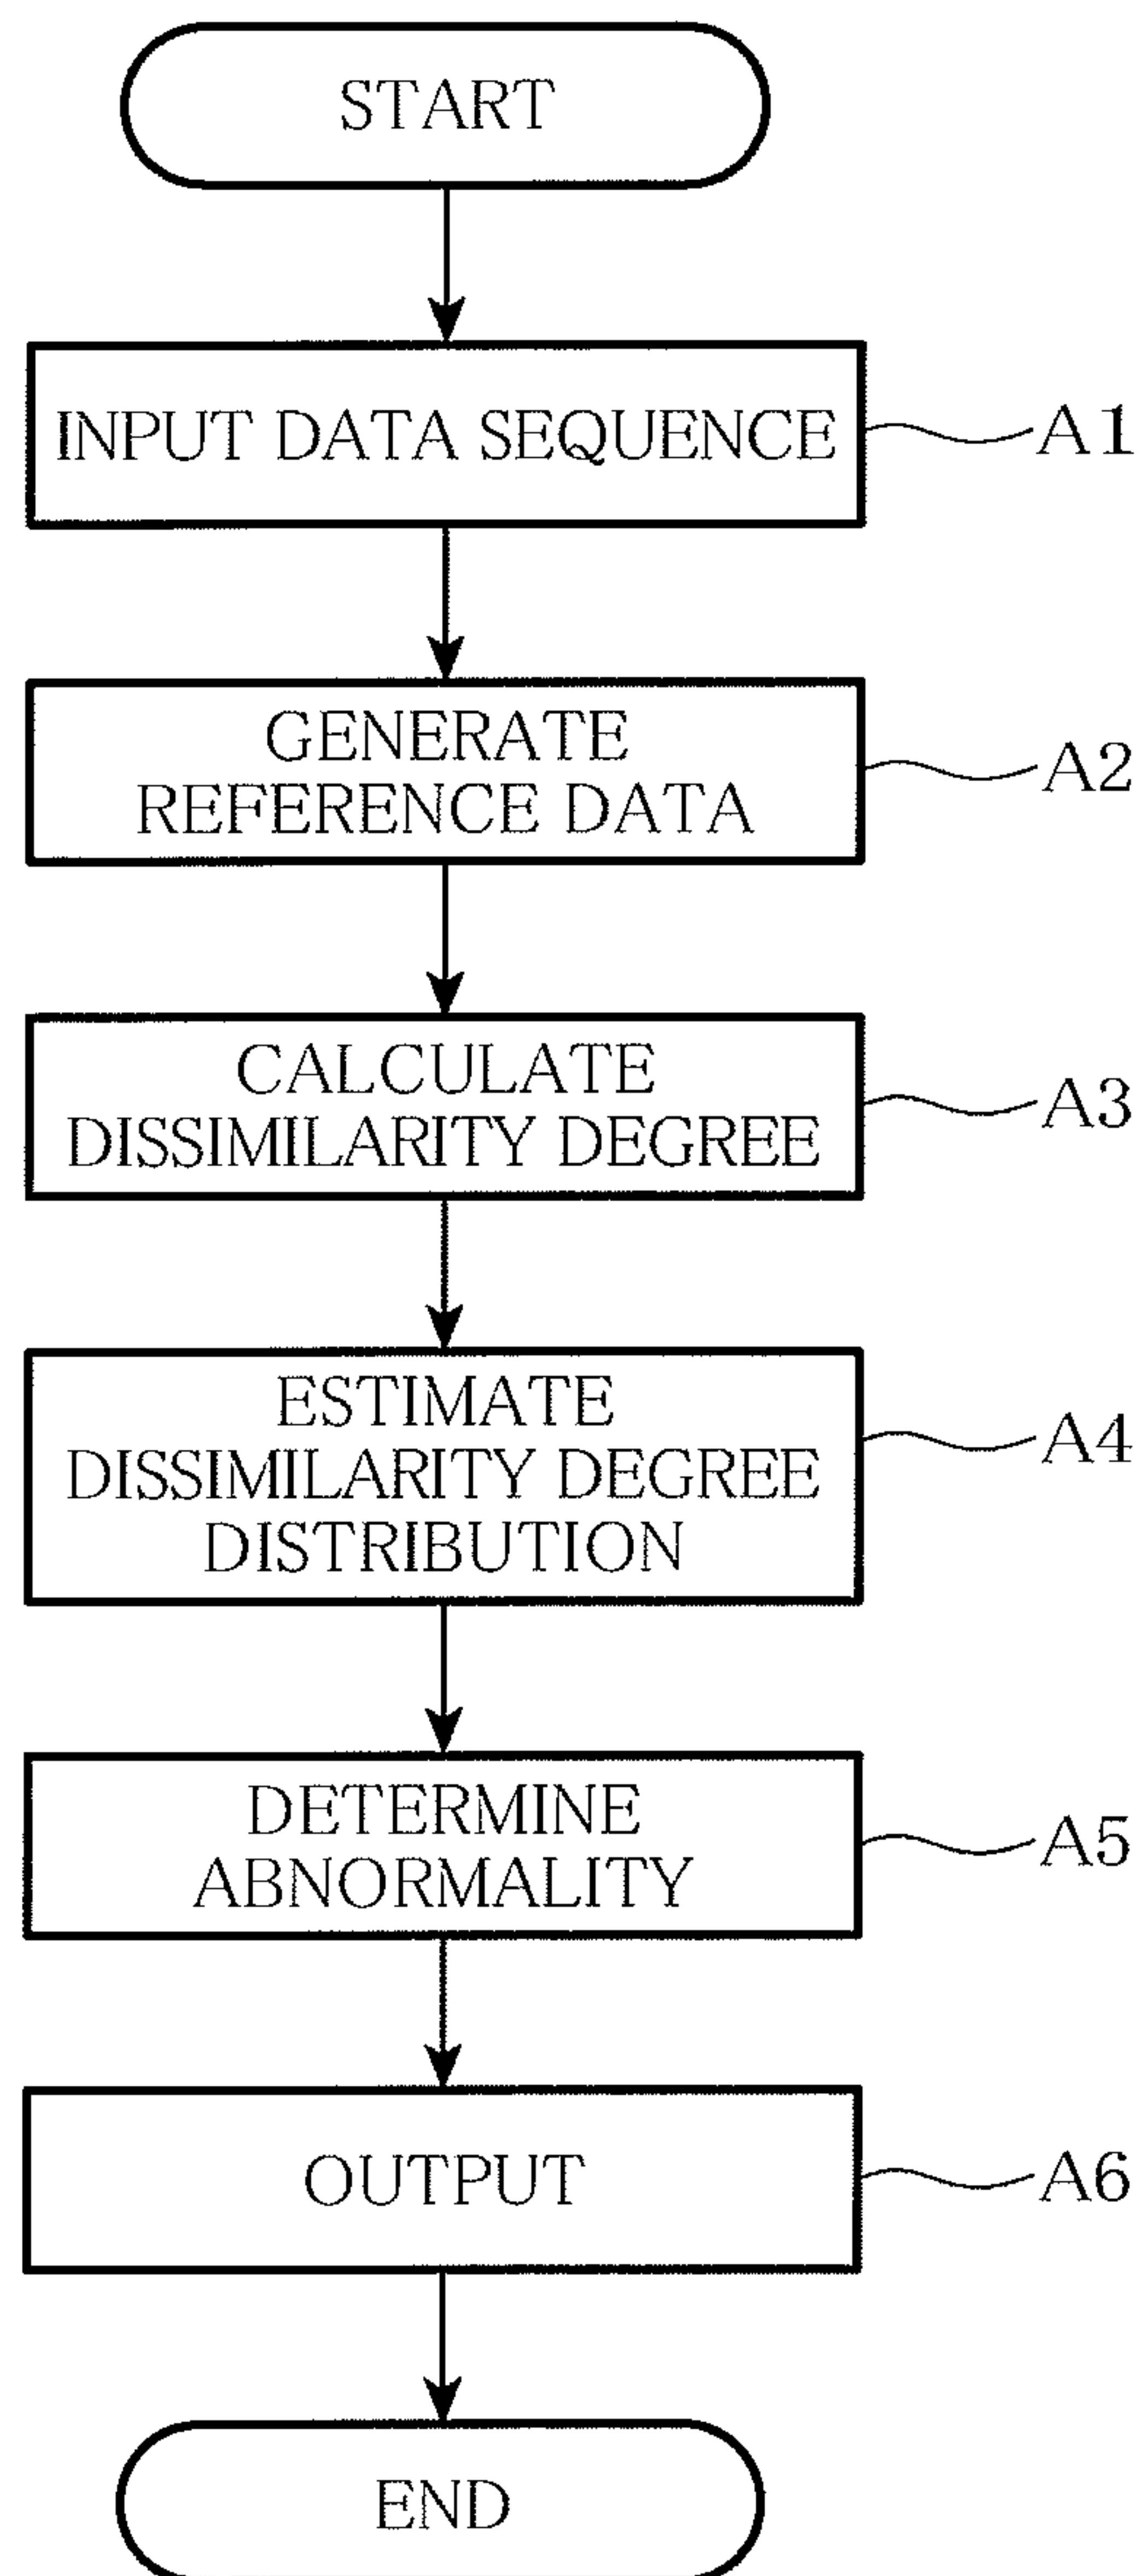 START
INPUT DATA SEQUENCE
A1
GENERATE
REFERENCE DATA
A2
CALCULATE
DISSIMILARITY DEGREE
A3
ESTIMATE
DISSIMILARITY DEGREE
DISTRIBUTION
A4
DETERMINE
ABNORMALITY
A5
OUTPUT
A6
END